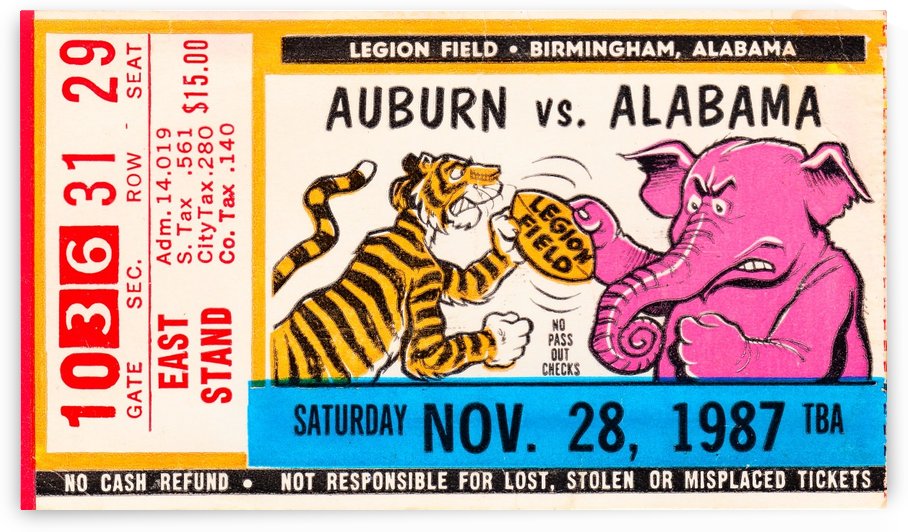 LEGION FIELD • BIRMINGHAM, ALABAMA
AUBURN VS. ALABAMA
LEGION
FIELD
NO
PASS
OUT
CHECKS
SATURDAY NOV. 28, 1987 TBA
NO CASH REFUND • NOT RESPONSIBLE FOR LOST, STOLEN OR MISPLACED TICKETS
10 36 31 29
GATE SEC. ROW - SEAT
Adm. 14.019
S. Tax .561
City Tax .280
Co. Tax .140
$15.00
EAST
STAND